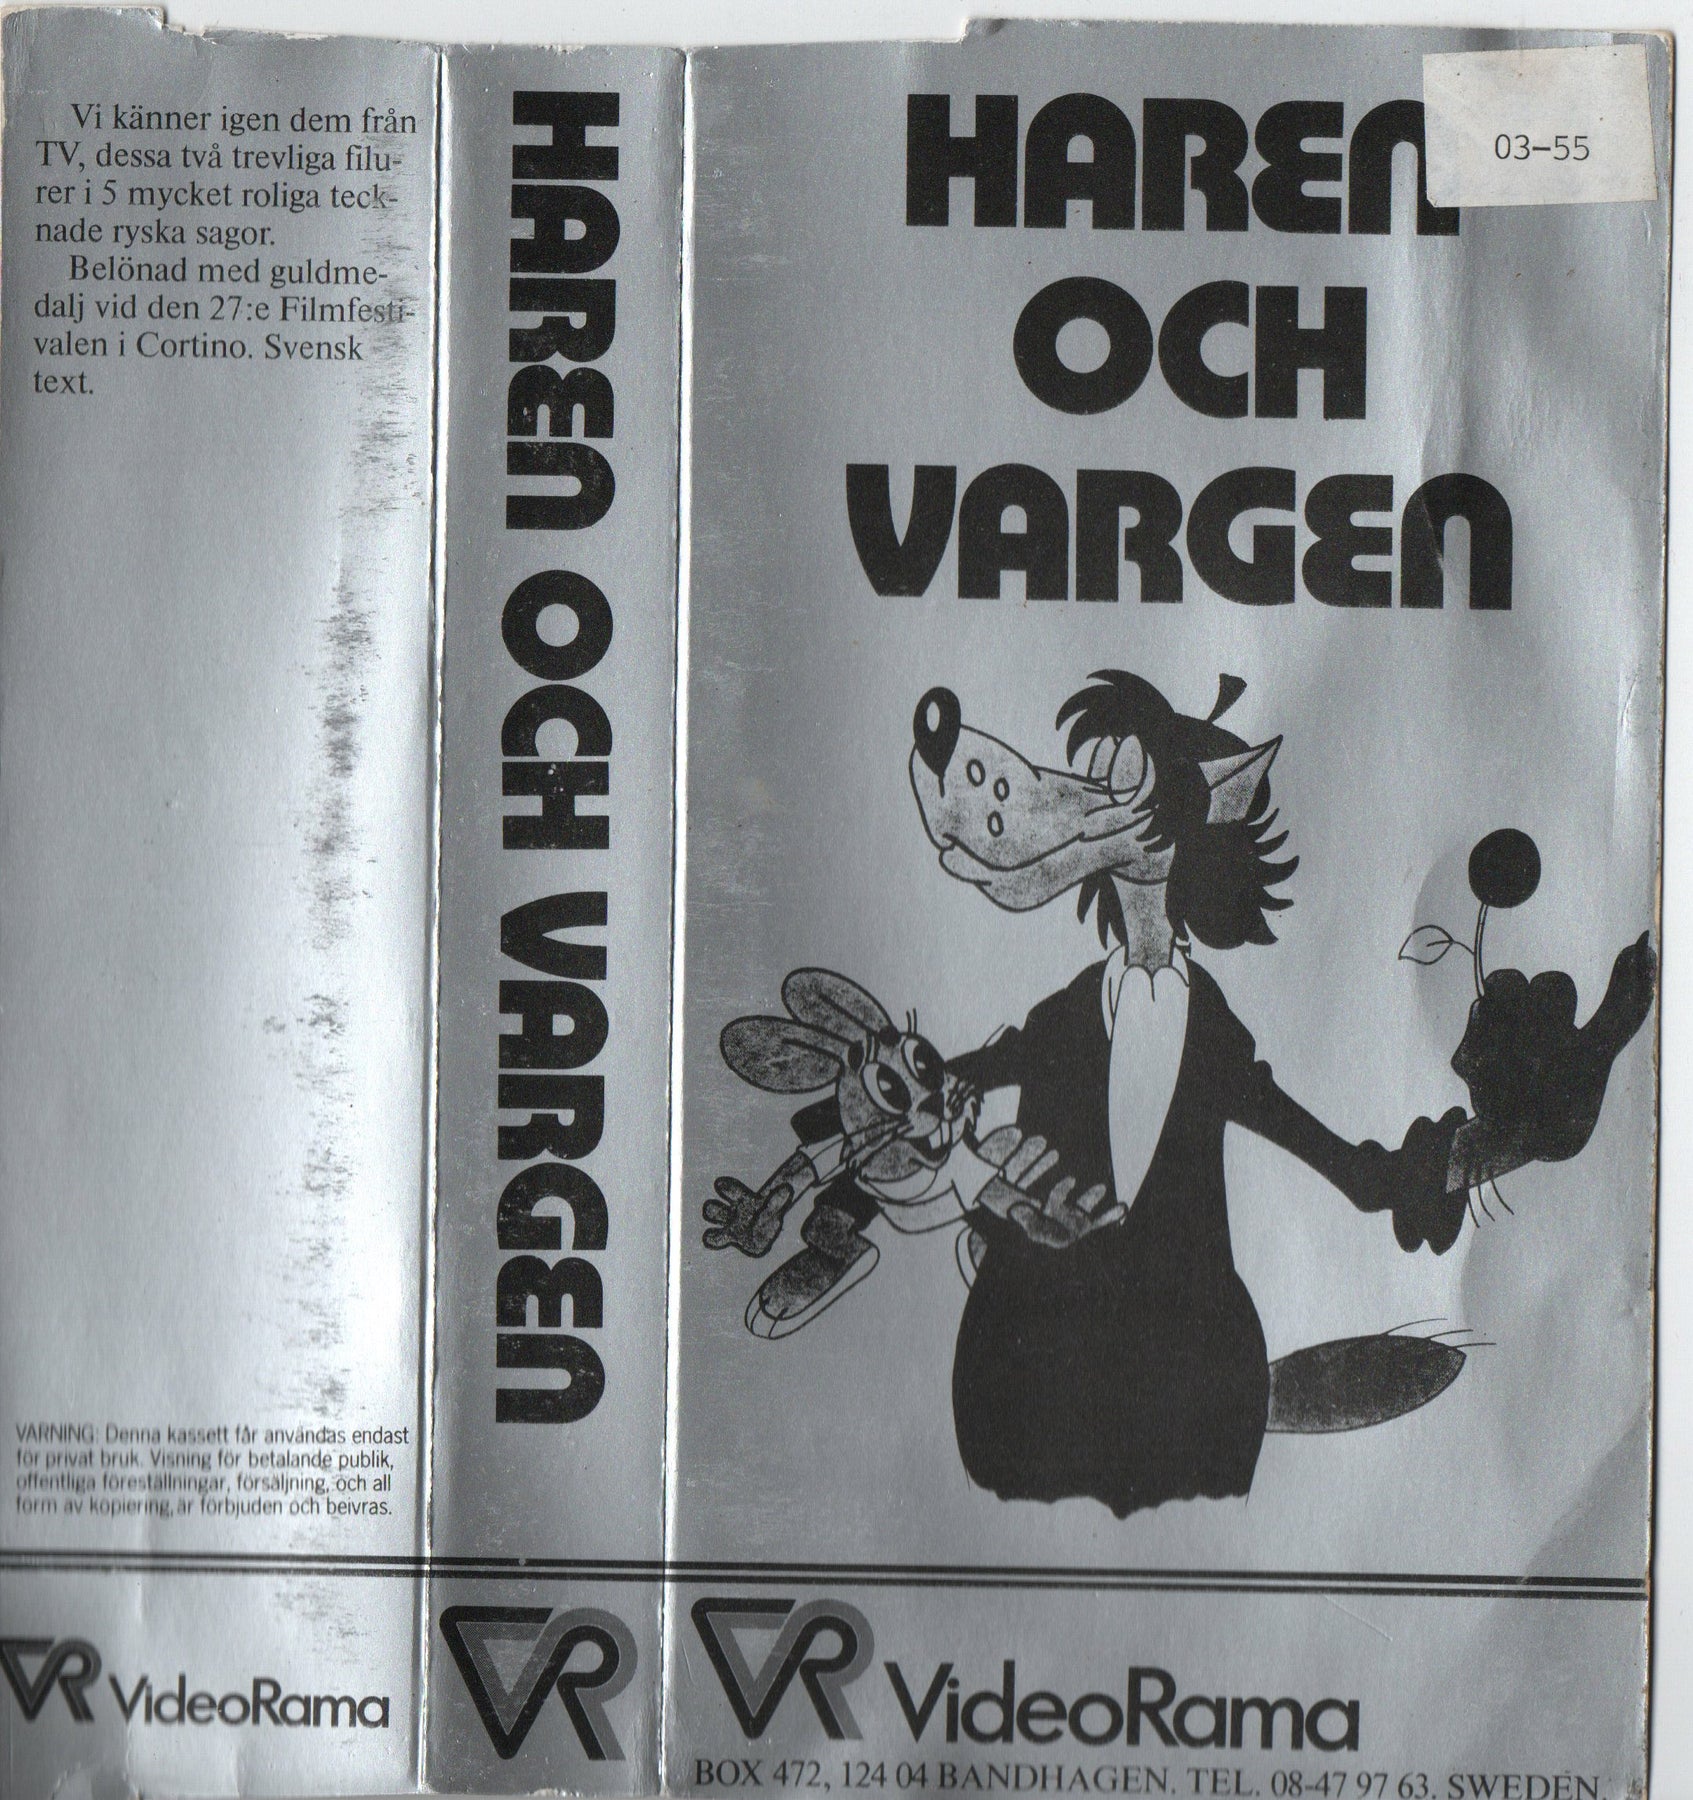 Vi känner igen dem från
TV, dessa två trevliga filu-
rer i 5 mycket roliga teck-
nade ryska sagor.
Belönad med guldme-
dalj vid den 27:e Filmfesti-
valen i Cortino. Svensk
text.
VARNING: Denna kassett får användas endast
för privat bruk. Visning för betalande publik,
offentliga föreställningar, försäljning, och all
form av kopiering, är förbjuden och beivras.
VR VideoRama
HAREN OCH VARGEN
VR
HAREN
03-55
OCH
VARGEN
VR VideoRama
BOX 472, 124 04 BANDHAGEN. TEL. 08-47 97 63. SWEDEN.